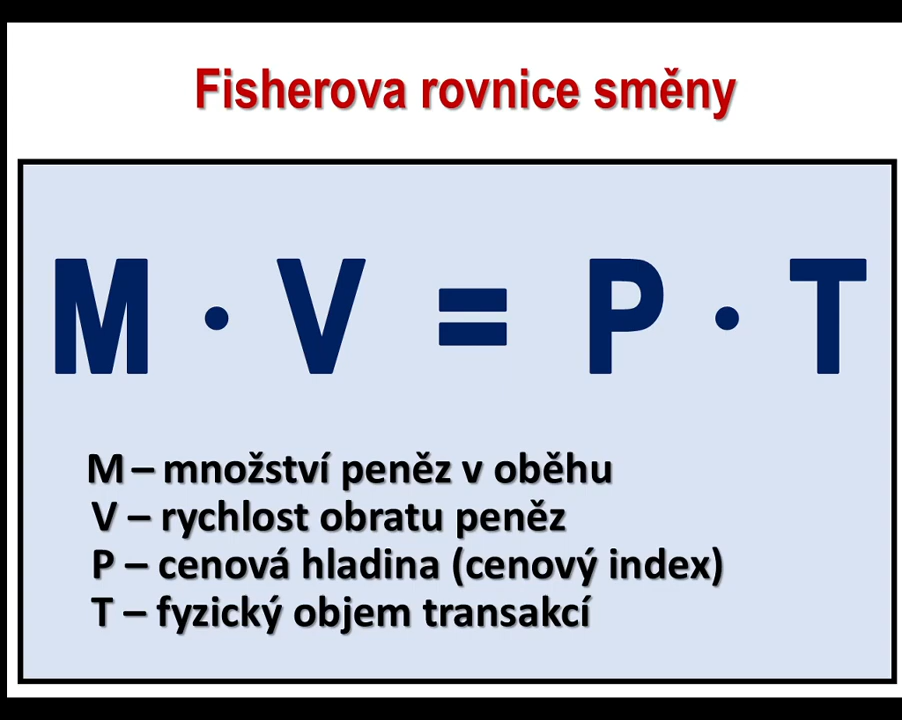 Fisherova rovnice směny
M · V = P · T
M – množství peněz v oběhu
V – rychlost obratu peněz
P – cenová hladina (cenový index)
T – fyzický objem transakcí